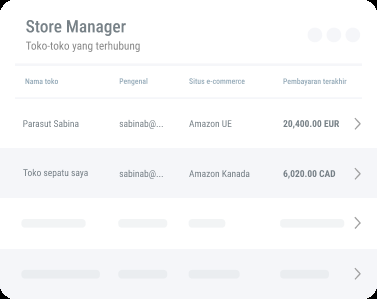 Store Manager
Toko-toko yang terhubung
Nama toko Pengenal Situs e-commerce Pembayaran terakhir
Parasut Sabina sabinab@... Amazon UE 20,400.00 EUR
Toko sepatu saya sabinab@... Amazon Kanada 6,020.00 CAD